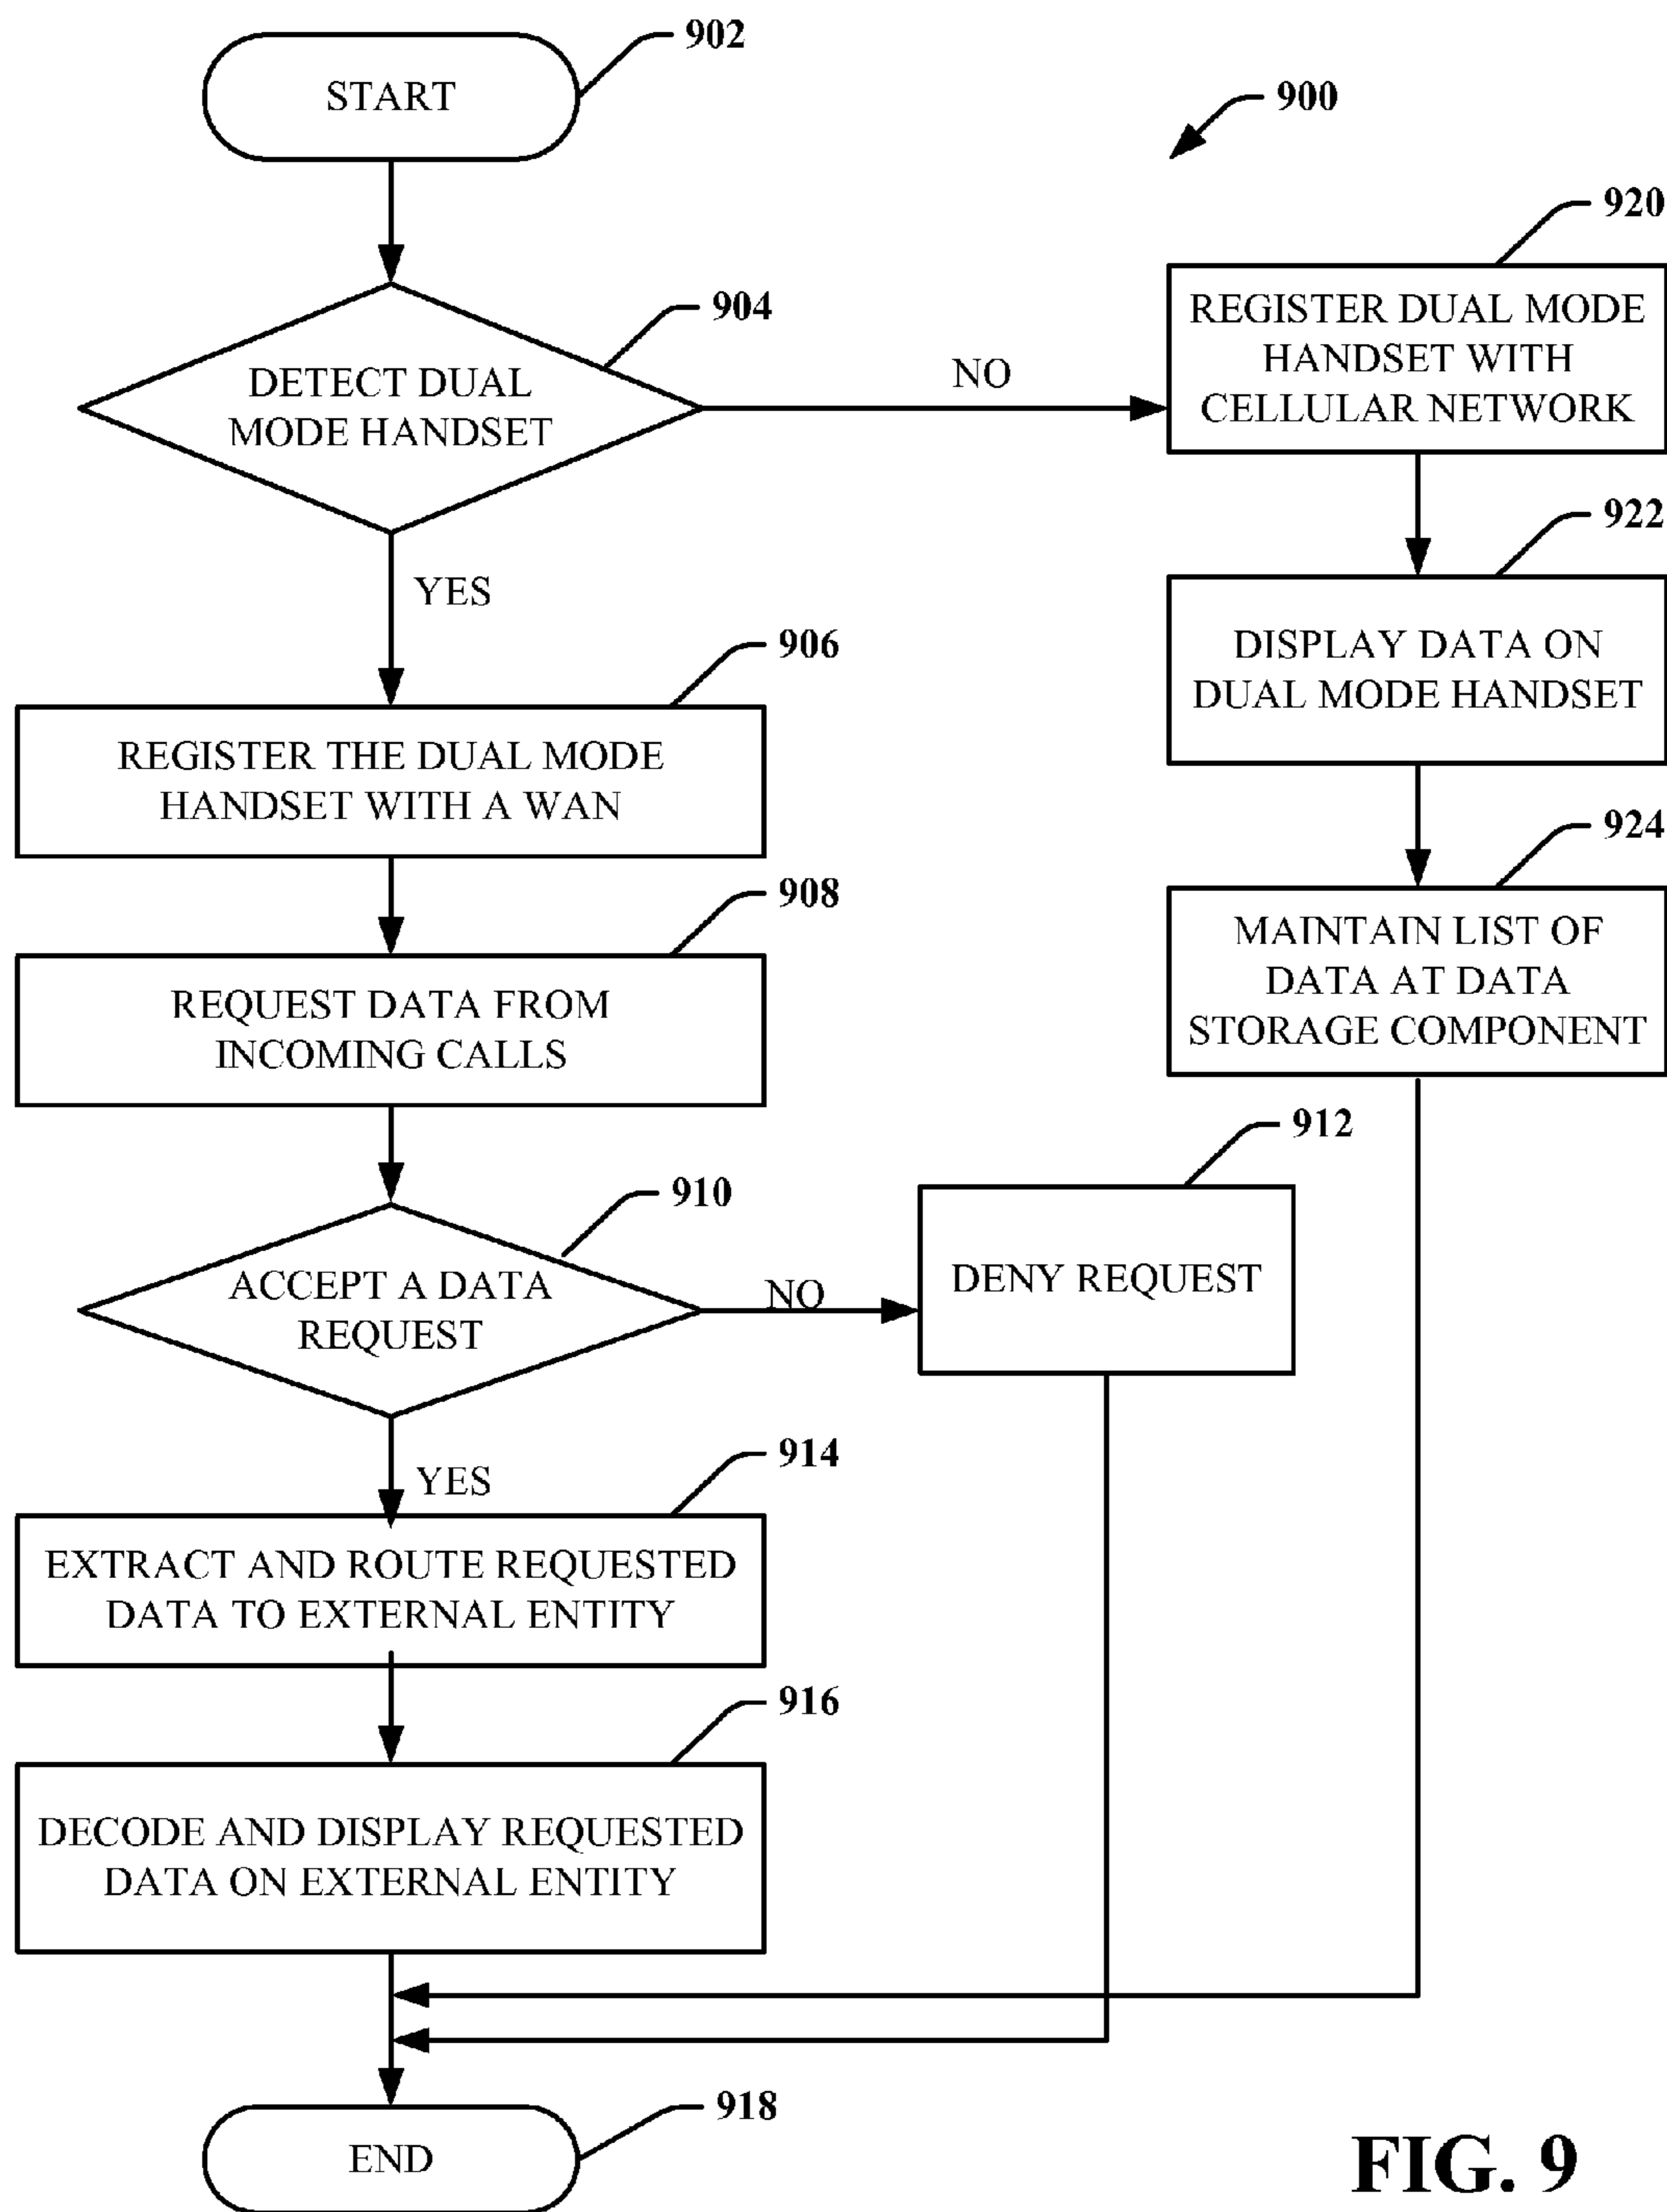 902
START
900
920
904
REGISTER DUAL MODE
HANDSET WITH
CELLULAR NETWORK
DETECT DUAL
MODE HANDSET
NO
922
YES
DISPLAY DATA ON
DUAL MODE HANDSET
906
REGISTER THE DUAL MODE
HANDSET WITH A WAN
924
MAINTAIN LIST OF
DATA AT DATA
STORAGE COMPONENT
908
REQUEST DATA FROM
INCOMING CALLS
912
910
ACCEPT A DATA
REQUEST
NO
DENY REQUEST
914
YES
EXTRACT AND ROUTE REQUESTED
DATA TO EXTERNAL ENTITY
916
DECODE AND DISPLAY REQUESTED
DATA ON EXTERNAL ENTITY
918
END
FIG. 9